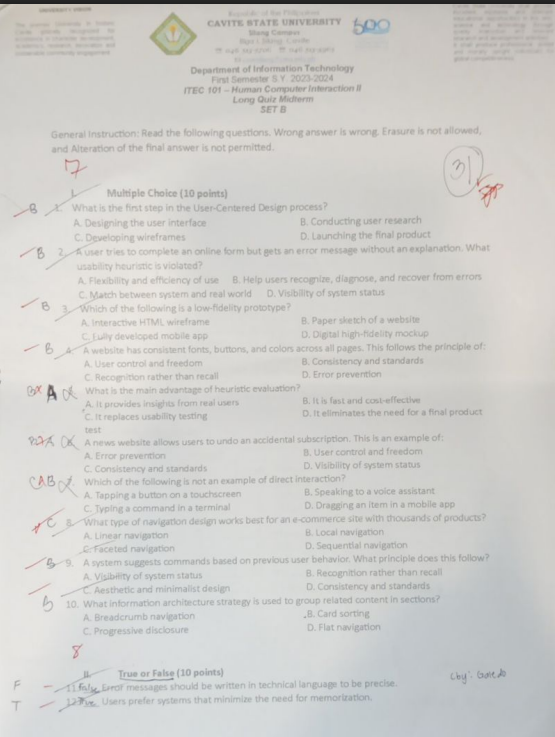 UNIVERSITY VISION
Republic of the Philippines
CAVITE STATE UNIVERSITY
Silang Campus
Department of Information Technology
First Semester S.Y. 2023-2024
ITEC 101 – Human Computer Interaction II
Long Quiz Midterm
SET B
General Instruction: Read the following questions. Wrong answer is wrong. Erasure is not allowed,
and Alteration of the final answer is not permitted.
7
31
I. Multiple Choice (10 points)
B 1. What is the first step in the User-Centered Design process?
A. Designing the user interface B. Conducting user research
C. Developing wireframes D. Launching the final product
B 2. A user tries to complete an online form but gets an error message without an explanation. What
usability heuristic is violated?
A. Flexibility and efficiency of use B. Help users recognize, diagnose, and recover from errors
C. Match between system and real world D. Visibility of system status
B 3. Which of the following is a low-fidelity prototype?
A. Interactive HTML wireframe B. Paper sketch of a website
C. Fully developed mobile app D. Digital high-fidelity mockup
B 4. A website has consistent fonts, buttons, and colors across all pages. This follows the principle of:
A. User control and freedom B. Consistency and standards
C. Recognition rather than recall D. Error prevention
A What is the main advantage of heuristic evaluation?
A. It provides insights from real users B. It is fast and cost-effective
C. It replaces usability testing D. It eliminates the need for a final product
test
A news website allows users to undo an accidental subscription. This is an example of:
A. Error prevention B. User control and freedom
C. Consistency and standards D. Visibility of system status
CAB Which of the following is not an example of direct interaction?
A. Tapping a button on a touchscreen B. Speaking to a voice assistant
C. Typing a command in a terminal D. Dragging an item in a mobile app
C 8. What type of navigation design works best for an e-commerce site with thousands of products?
A. Linear navigation B. Local navigation
C. Faceted navigation D. Sequential navigation
B 9. A system suggests commands based on previous user behavior. What principle does this follow?
A. Visibility of system status B. Recognition rather than recall
C. Aesthetic and minimalist design D. Consistency and standards
B 10. What information architecture strategy is used to group related content in sections?
A. Breadcrumb navigation B. Card sorting
C. Progressive disclosure D. Flat navigation
8
II. True or False (10 points)
F 11. False Error messages should be written in technical language to be precise.
T 12. True Users prefer systems that minimize the need for memorization.